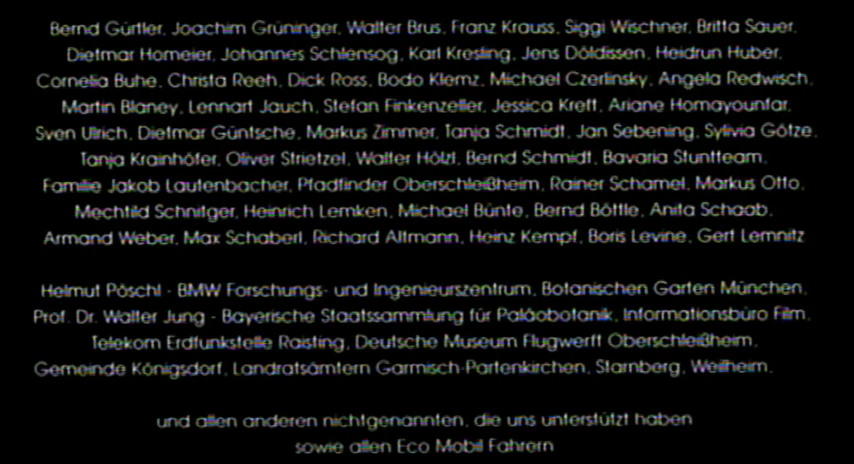 Bernd Gürtler, Joachim Grüninger, Walter Brus, Franz Krauss, Siggi Wischner, Britta Sauer,
Dietmar Homeier, Johannes Schlensog, Karl Kresling, Jens Döldissen, Heidrun Huber,
Cornelia Buhe, Christa Reeh, Dick Ross, Bodo Klemz, Michael Czerlinsky, Angela Redwisch,
Martin Blaney, Lennart Jauch, Stefan Finkenzeller, Jessica Kreft, Ariane Homayounfar,
Sven Ulrich, Dietmar Güntsche, Markus Zimmer, Tanja Schmidt, Jan Sebening, Sylivia Götze,
Tanja Krainhöfer, Oliver Strietzel, Walter Hölzl, Bernd Schmidt, Bavaria Stuntteam,
Familie Jakob Lautenbacher, Pfadfinder Oberschleißheim, Rainer Schamel, Markus Otto,
Mechtild Schnitger, Heinrich Lemken, Michael Bünte, Bernd Böttle, Anita Schaab,
Armand Weber, Max Schaberl, Richard Altmann, Heinz Kempf, Boris Levine, Gert Lemnitz
Helmut Pöschl - BMW Forschungs- und Ingenieurszentrum, Botanischen Garten München,
Prof. Dr. Walter Jung - Bayerische Staatssammlung für Paläobotanik, Informationsbüro Film,
Telekom Erdfunkstelle Raisting, Deutsche Museum Flugwerft Oberschleißheim,
Gemeinde Königsdorf, Landratsämtern Garmisch-Partenkirchen, Starnberg, Weilheim,
und allen anderen nichtgenannten, die uns unterstützt haben
sowie allen Eco Mobil Fahrern